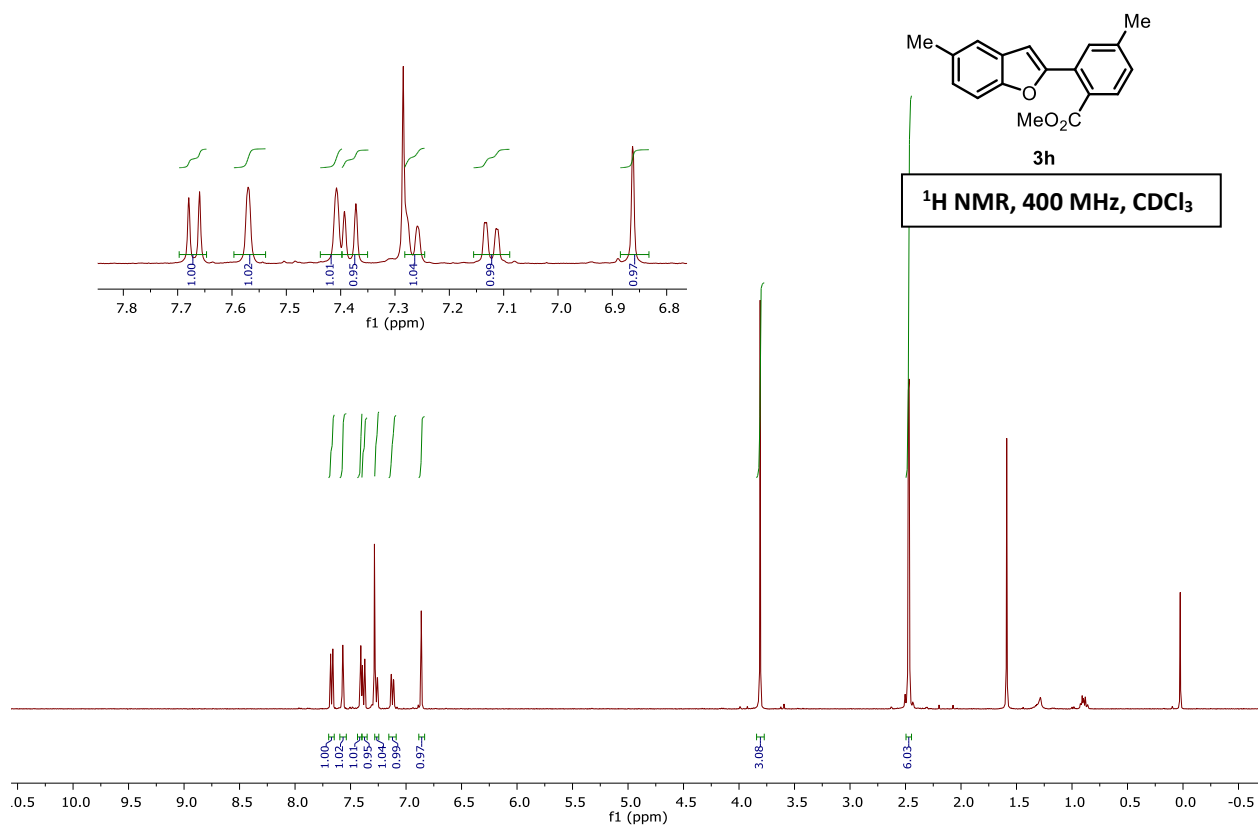 Me
Me
O
MeO₂C
3h
¹H NMR, 400 MHz, CDCl₃
1.00
1.02
1.01
0.95
1.04
0.99
0.97
7.8 7.7 7.6 7.5 7.4 7.3 7.2 7.1 7.0 6.9 6.8
f1 (ppm)
1.00
1.02
1.01
0.95
1.04
0.99
0.97
3.08
6.03
0.5 10.0 9.5 9.0 8.5 8.0 7.5 7.0 6.5 6.0 5.5 5.0 4.5 4.0 3.5 3.0 2.5 2.0 1.5 1.0 0.5 0.0 -0.5
f1 (ppm)